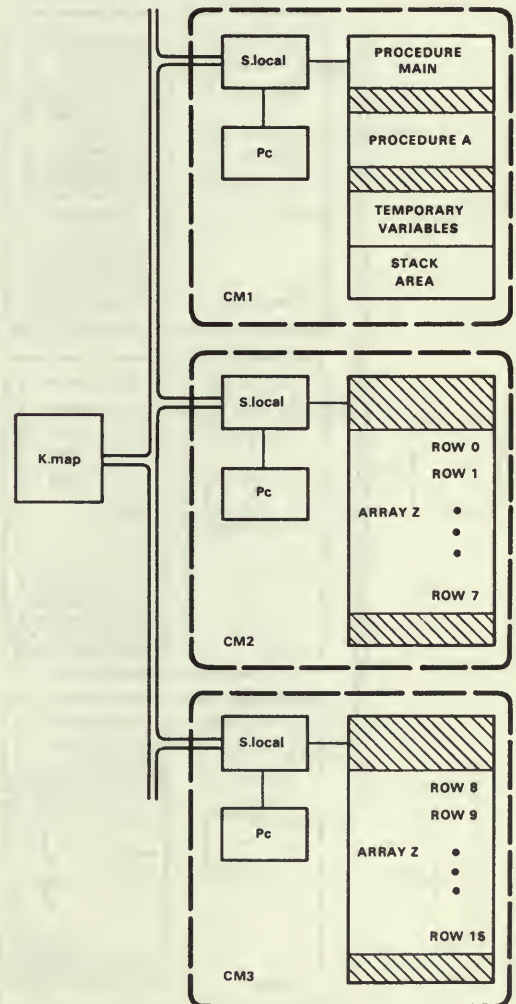 S.local
PROCEDURE
MAIN
Pc
PROCEDURE A
TEMPORARY
VARIABLES
STACK
AREA
CM1
K.map
S.local
Pc
ROW 0
ROW 1
ARRAY Z
ROW 7
CM2
S.local
Pc
ROW 8
ROW 9
ARRAY Z
ROW 15
CM3